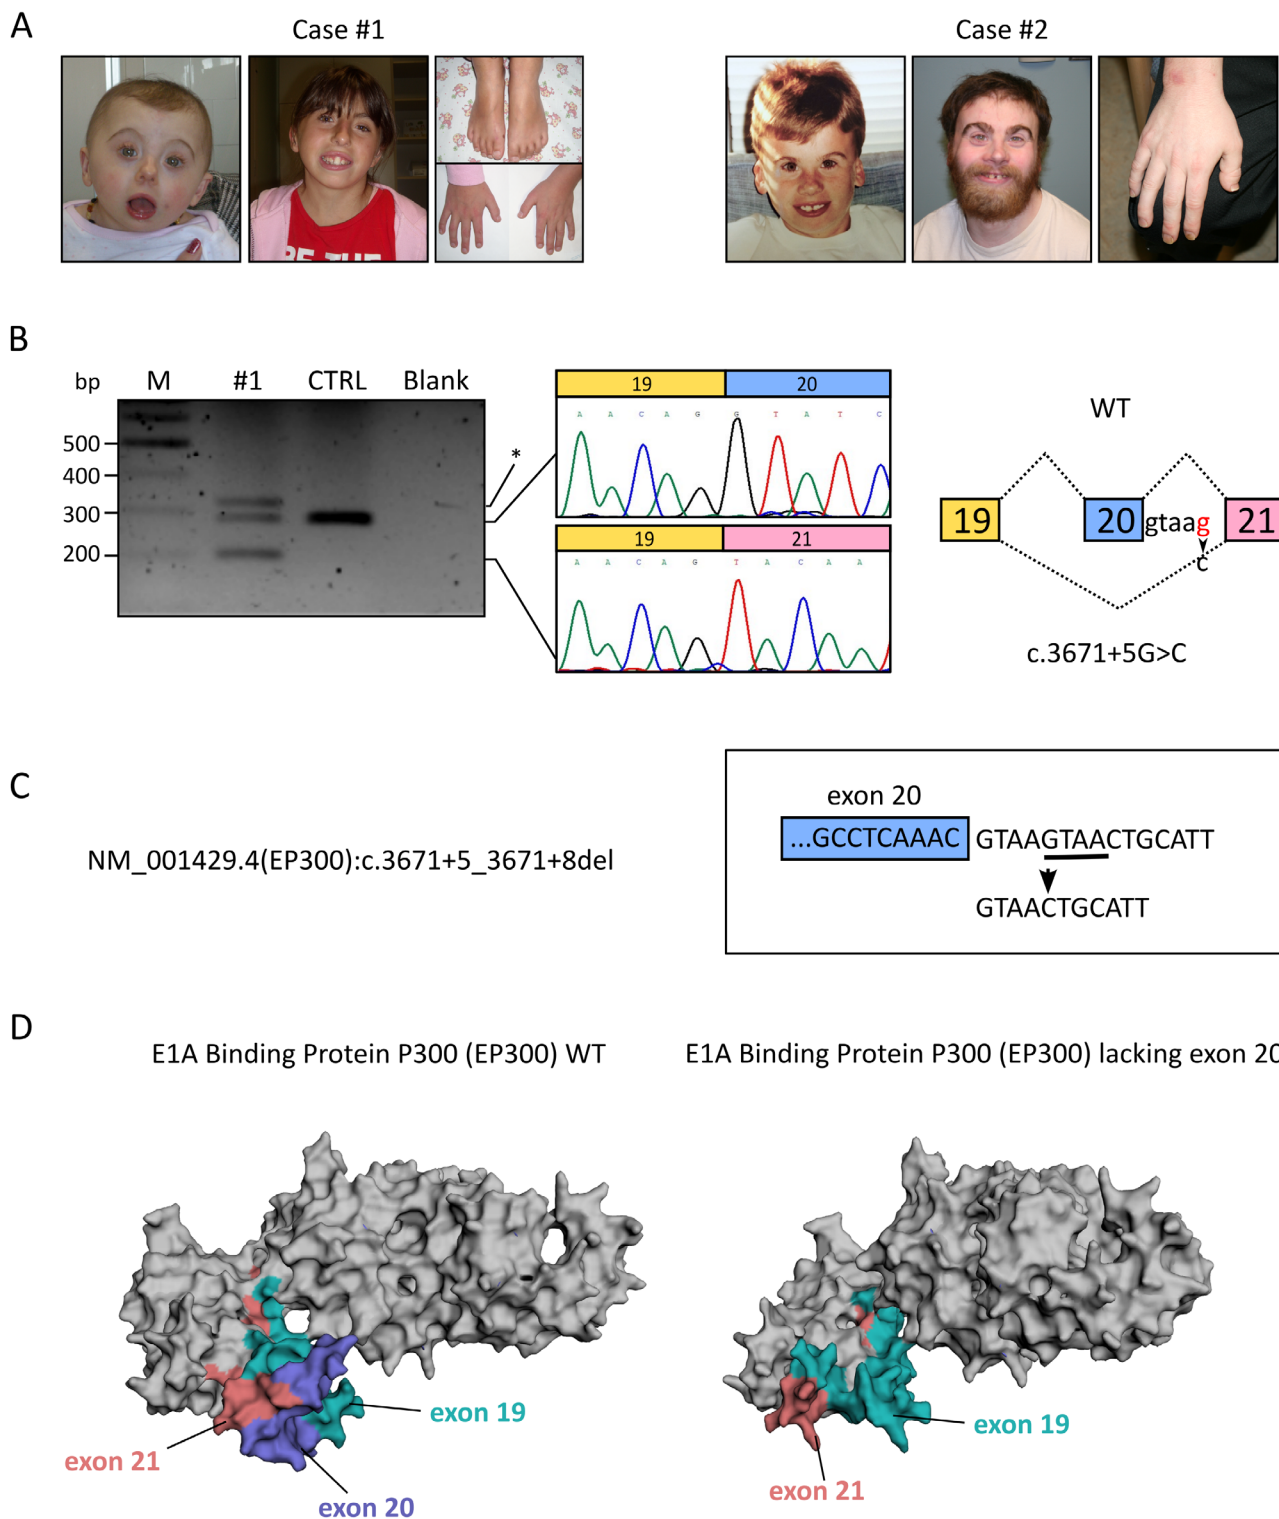 A
Case #1
Case #2
BE THE
B
bp
M
#1
CTRL
Blank
500
400
300
200
*
19
20
A A C A G G T A T C
19
21
A A C A G T A C A A
WT
19
20
gtaag
21
c
c.3671+5G>C
C
NM_001429.4(EP300):c.3671+5_3671+8del
exon 20
...GCCTCAAAC
GTAAGTAACTGCATT
GTAACTGCATT
D
E1A Binding Protein P300 (EP300) WT
E1A Binding Protein P300 (EP300) lacking exon 20
exon 19
exon 21
exon 20
exon 19
exon 21